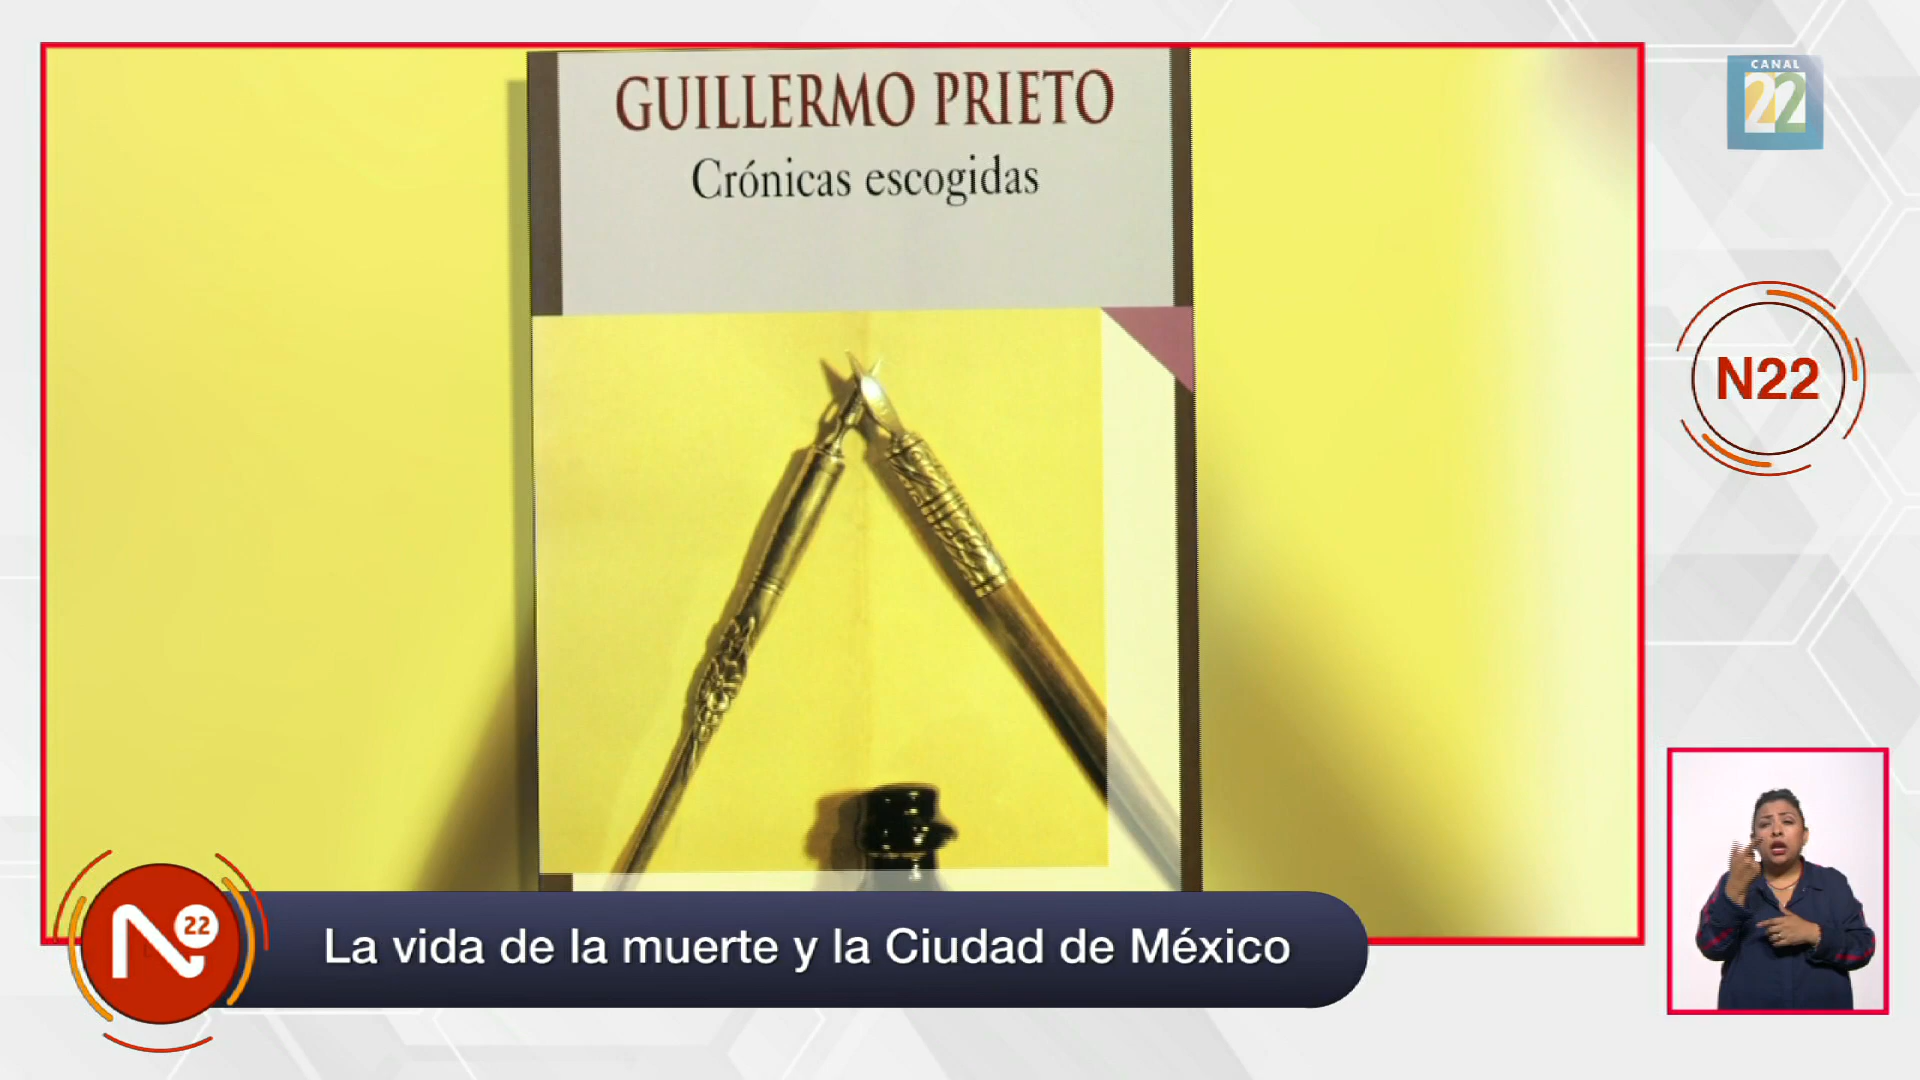 GUILLERMO PRIETO
Crónicas escogidas
CANAL
22
N22
N 22
La vida de la muerte y la Ciudad de México